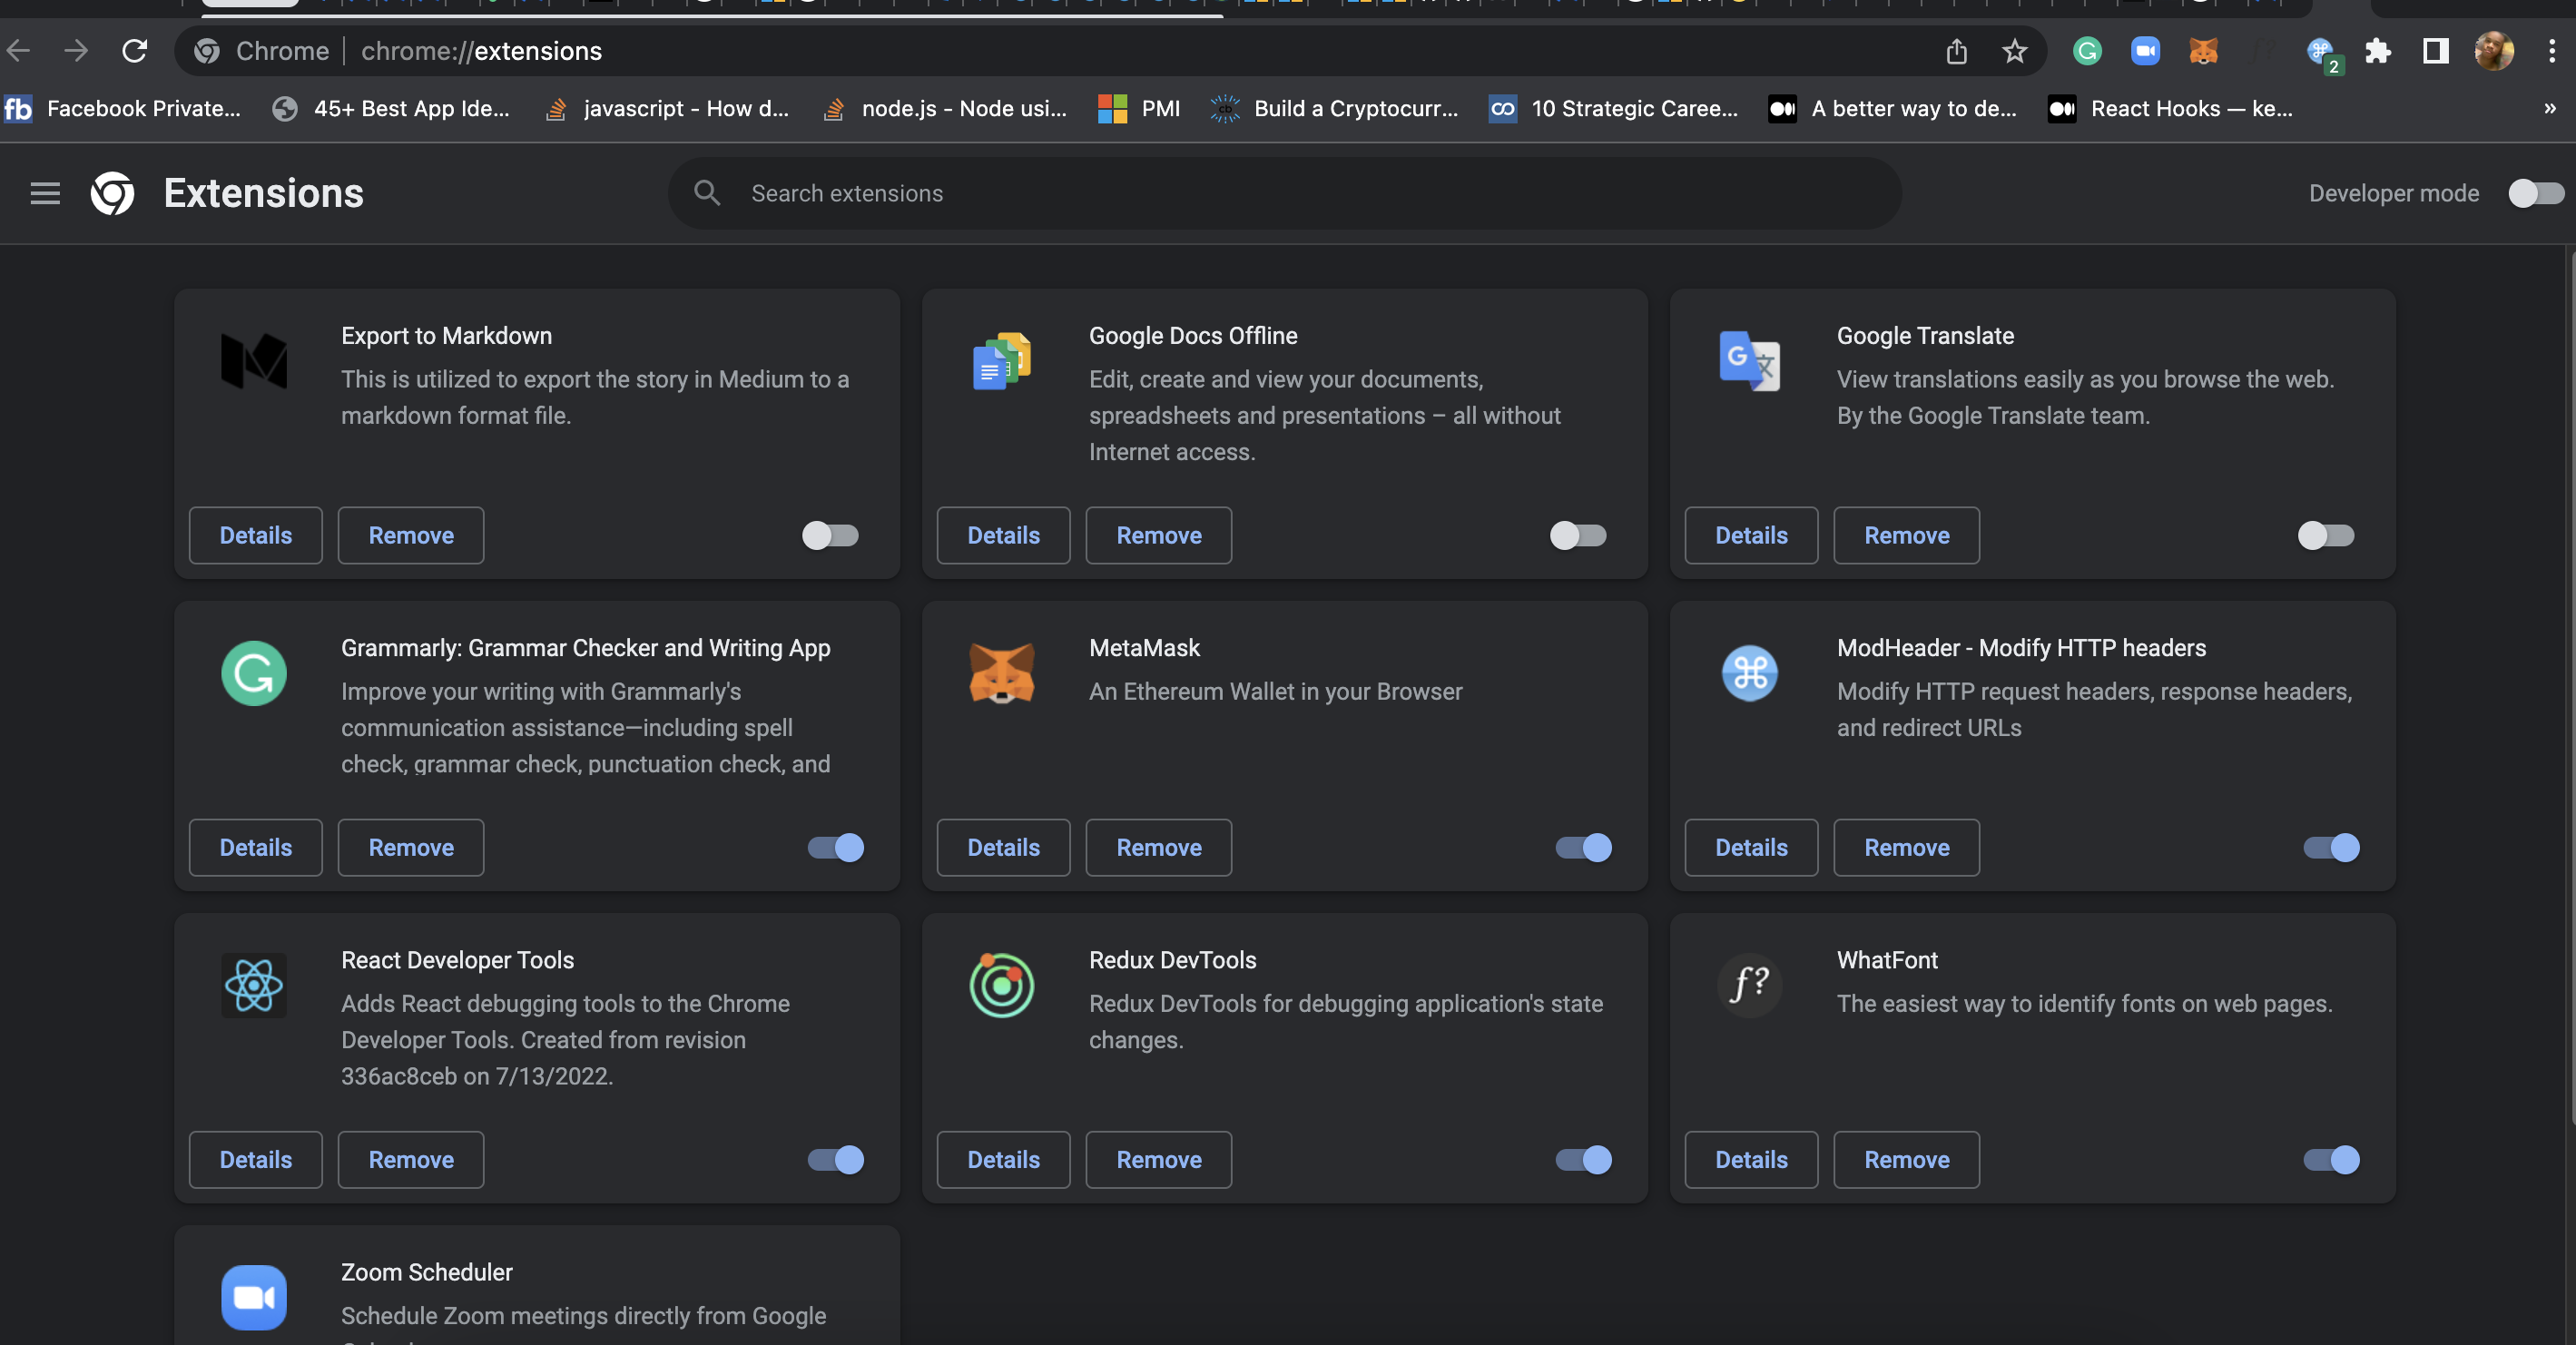 Chrome | chrome://extensions
2
fb Facebook Private... 45+ Best App Ide... javascript - How d... node.js - Node usi... PMI cb Build a Cryptocurr... 10 Strategic Caree... A better way to de... React Hooks — ke... »
Extensions
Search extensions
Developer mode
Export to Markdown
This is utilized to export the story in Medium to a
markdown format file.
Details Remove
Google Docs Offline
Edit, create and view your documents,
spreadsheets and presentations – all without
Internet access.
Details Remove
Google Translate
View translations easily as you browse the web.
By the Google Translate team.
Details Remove
Grammarly: Grammar Checker and Writing App
Improve your writing with Grammarly's
communication assistance—including spell
check, grammar check, punctuation check, and
Details Remove
MetaMask
An Ethereum Wallet in your Browser
Details Remove
ModHeader - Modify HTTP headers
Modify HTTP request headers, response headers,
and redirect URLs
Details Remove
React Developer Tools
Adds React debugging tools to the Chrome
Developer Tools. Created from revision
336ac8ceb on 7/13/2022.
Details Remove
Redux DevTools
Redux DevTools for debugging application's state
changes.
Details Remove
f?
WhatFont
The easiest way to identify fonts on web pages.
Details Remove
Zoom Scheduler
Schedule Zoom meetings directly from Google